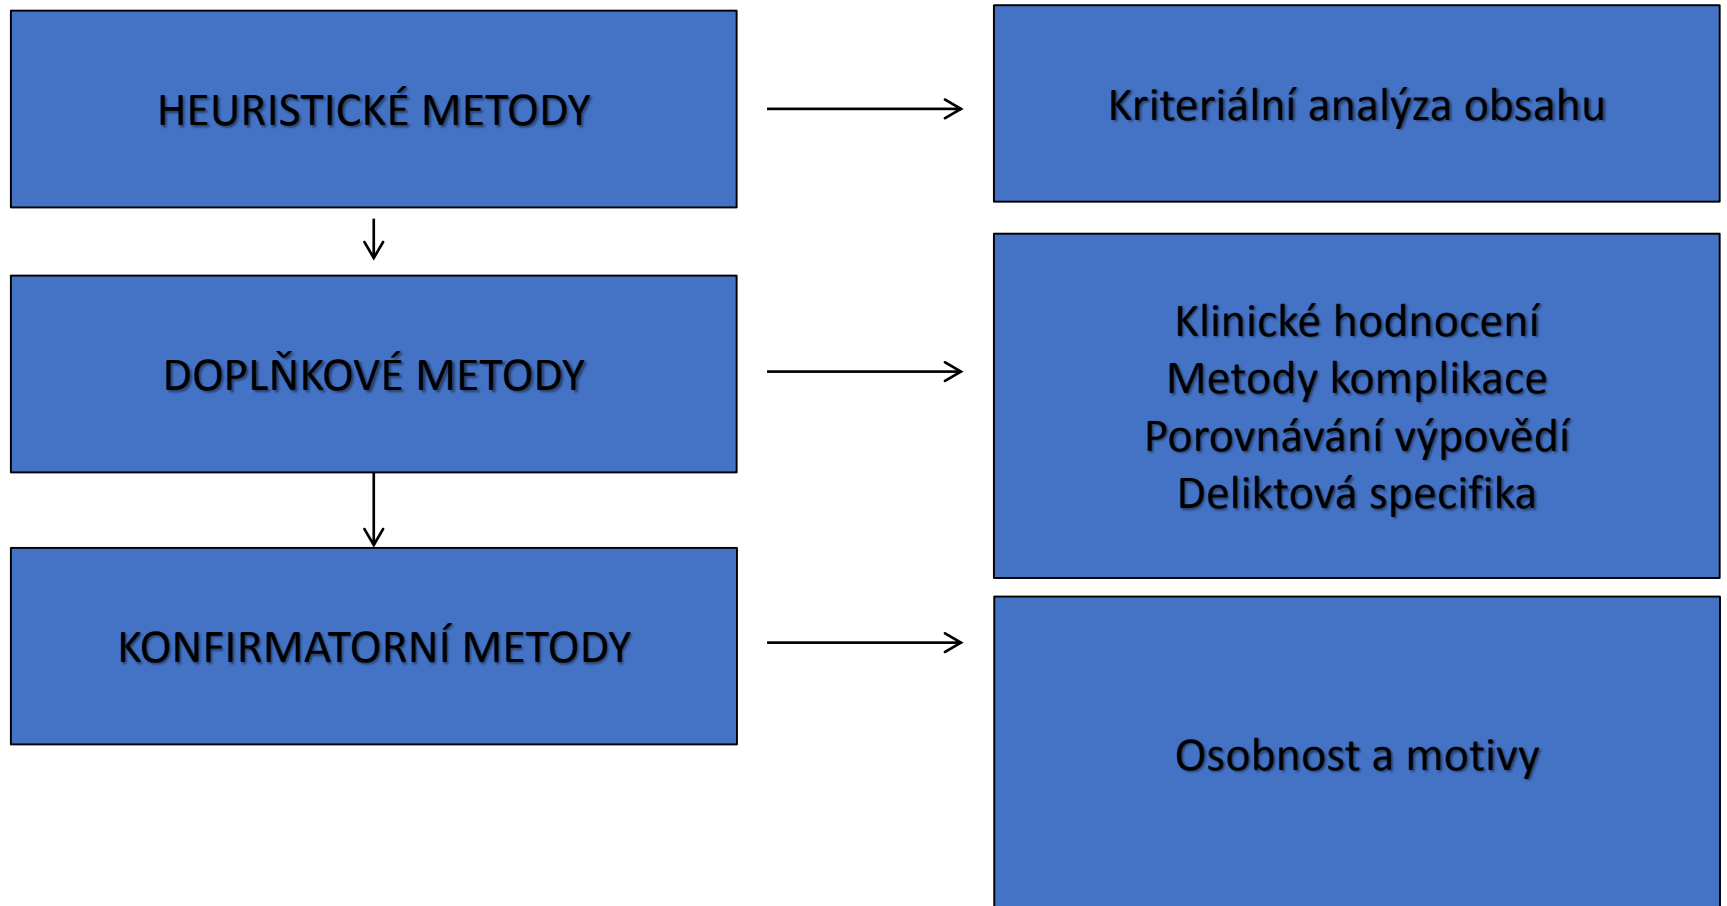 HEURISTICKÉ METODY
Kriteriální analýza obsahu
DOPLŇKOVÉ METODY
Klinické hodnocení
Metody komplikace
Porovnávání výpovědí
Deliktová specifika
KONFIRMATORNÍ METODY
Osobnost a motivy